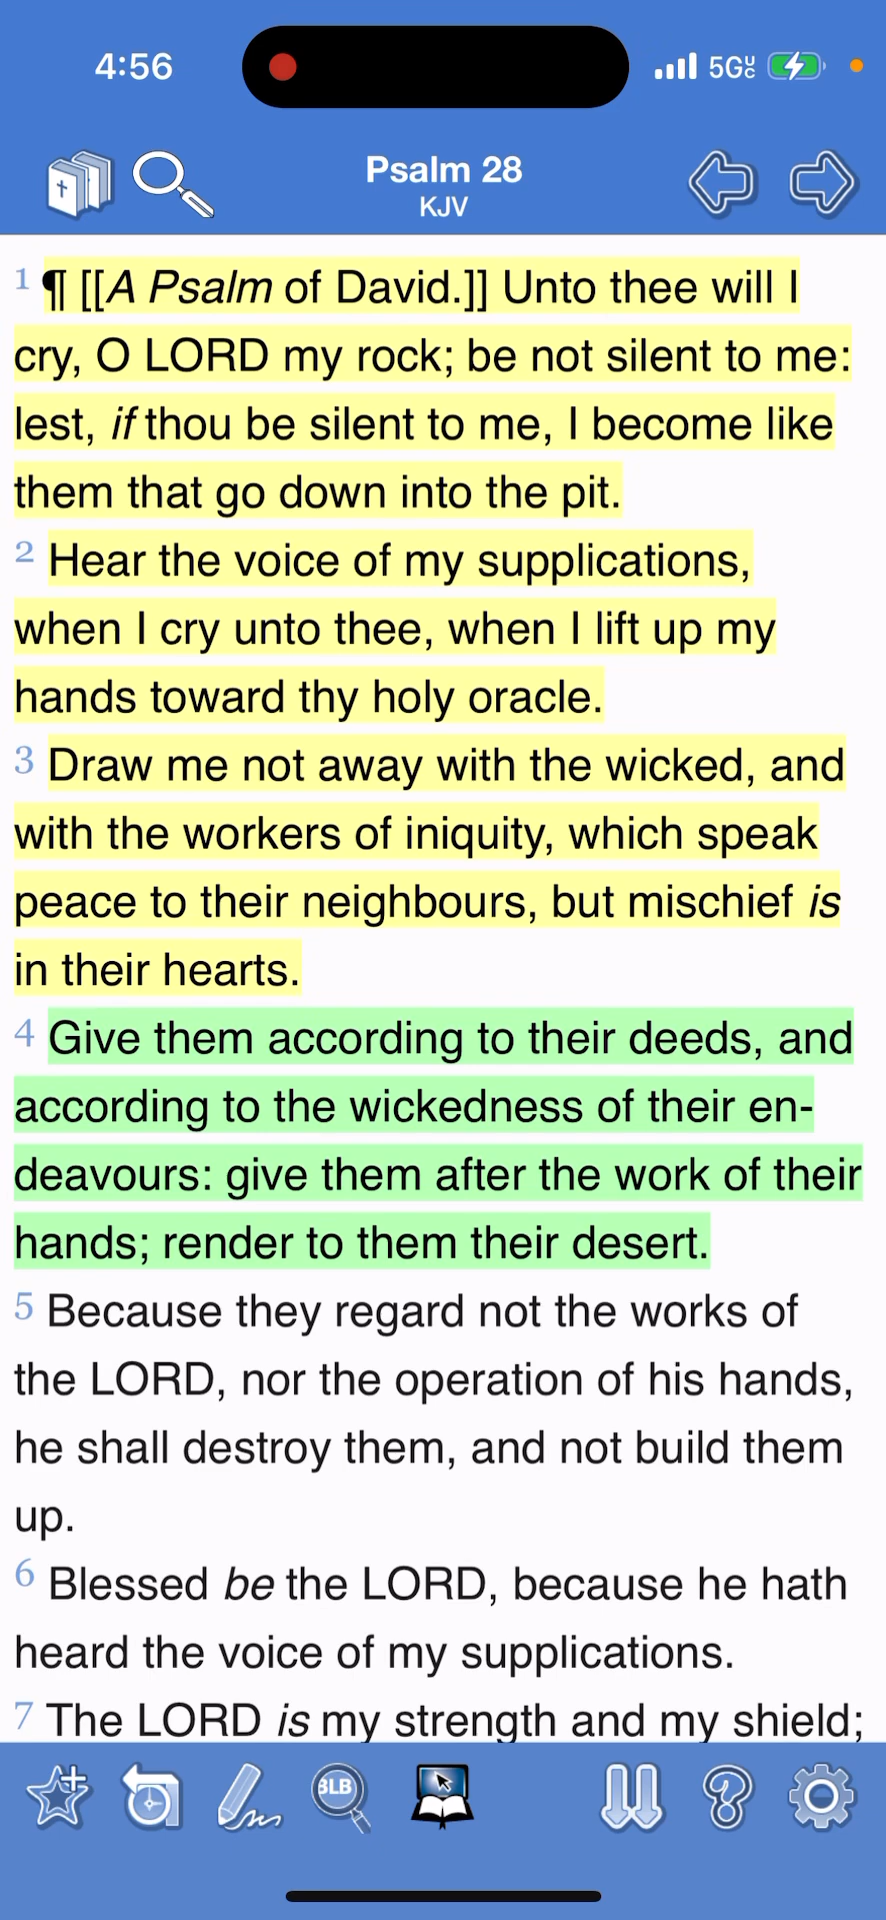 4:56
5GUC
Psalm 28
KJV
1 ¶ [[A Psalm of David.]] Unto thee will I
cry, O LORD my rock; be not silent to me:
lest, if thou be silent to me, I become like
them that go down into the pit.
2 Hear the voice of my supplications,
when I cry unto thee, when I lift up my
hands toward thy holy oracle.
3 Draw me not away with the wicked, and
with the workers of iniquity, which speak
peace to their neighbours, but mischief is
in their hearts.
4 Give them according to their deeds, and
according to the wickedness of their en-
deavours: give them after the work of their
hands; render to them their desert.
5 Because they regard not the works of
the LORD, nor the operation of his hands,
he shall destroy them, and not build them
up.
6 Blessed be the LORD, because he hath
heard the voice of my supplications.
7 The LORD is my strength and my shield;
BLB